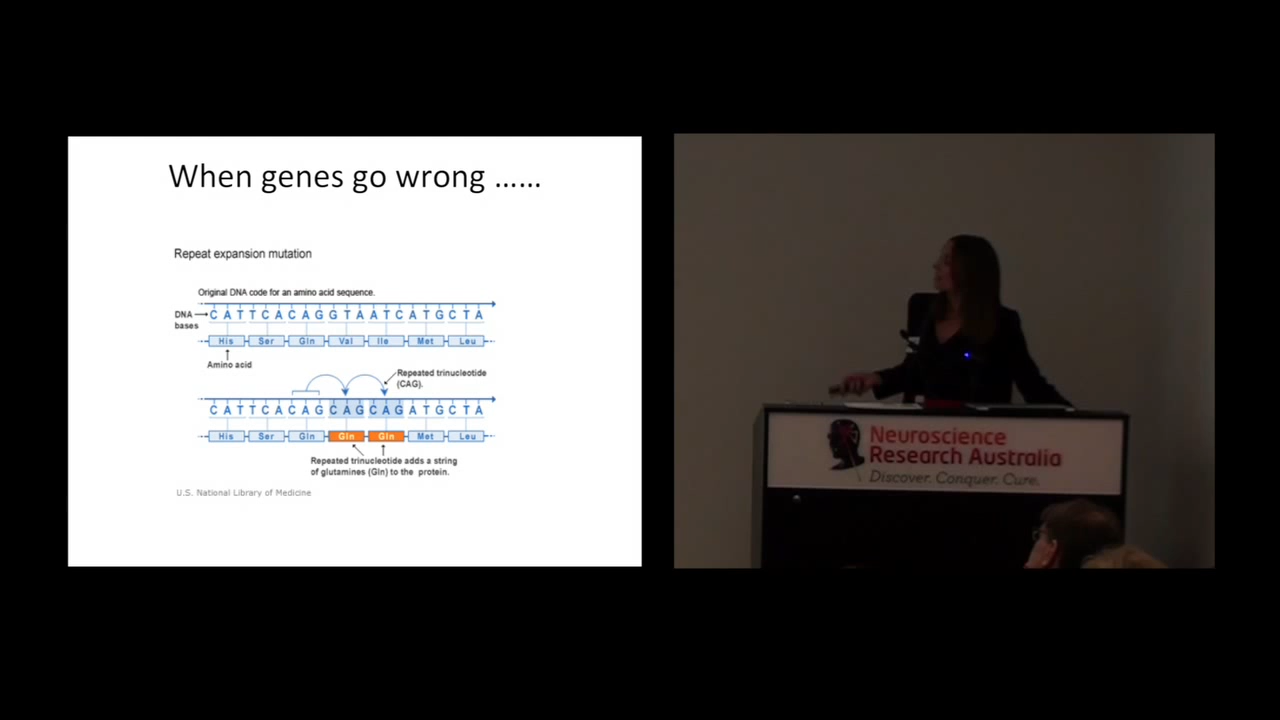 When genes go wrong ……
Repeat expansion mutation
Original DNA code for an amino acid sequence.
DNA bases
C A T T C A C A G G T A A T C A T G C T A
His Ser Gln Val Ile Met Leu
Amino acid
Repeated trinucleotide
(CAG).
C A T T C A C A G C A G C A G A T G C T A
His Ser Gln Gln Gln Met Leu
Repeated trinucleotide adds a string
of glutamines (Gln) to the protein.
U.S. National Library of Medicine
Neuroscience
Research Australia
Discover. Conquer. Cure.